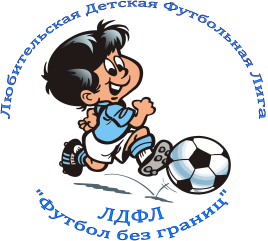 Любительская Детская Футбольная Лига
ЛДФЛ
"Футбол без границ"